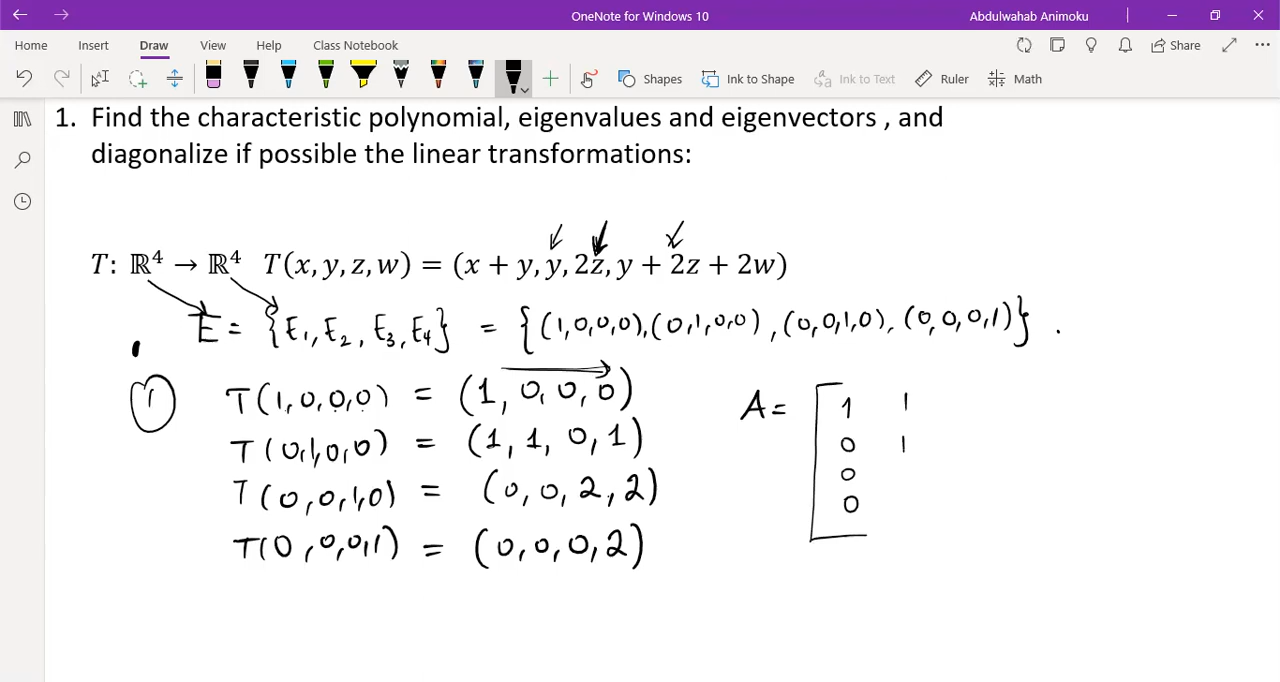 OneNote for Windows 10 Abdulwahab Animoku
Home Insert Draw View Help Class Notebook Share
Shapes Ink to Shape Ink to Text Ruler Math
1. Find the characteristic polynomial, eigenvalues and eigenvectors , and
diagonalize if possible the linear transformations:
T: ℝ⁴ → ℝ⁴ T(x, y, z, w) = (x + y, y, 2z, y + 2z + 2w)
E = {E₁, E₂, E₃, E₄} = {(1,0,0,0),(0,1,0,0),(0,0,1,0),(0,0,0,1)}.
① T(1,0,0,0) = (1,0,0,0) A = [ 1 1
T(0,1,0,0) = (1,1,0,1) 0 1
T(0,0,1,0) = (0,0,2,2) 0
0
T(0,0,0,1) = (0,0,0,2)